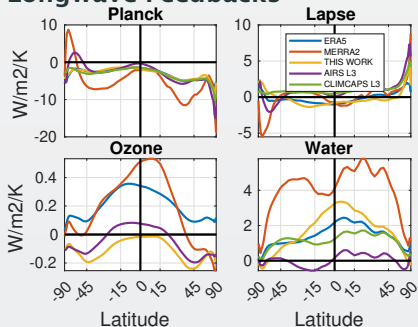 Longwave Feedbacks
Planck
Lapse
W/m2/K
10
0
-10
-20
10
5
0
-5
ERA5
MERRA2
THIS WORK
AIRS L3
CLIMCAPS L3
Ozone
Water
W/m2/K
0.4
0.2
0
-0.2
4
2
0
-90 -45 -15 0 15 45 90
-90 -45 -15 0 15 45 90
Latitude
Latitude